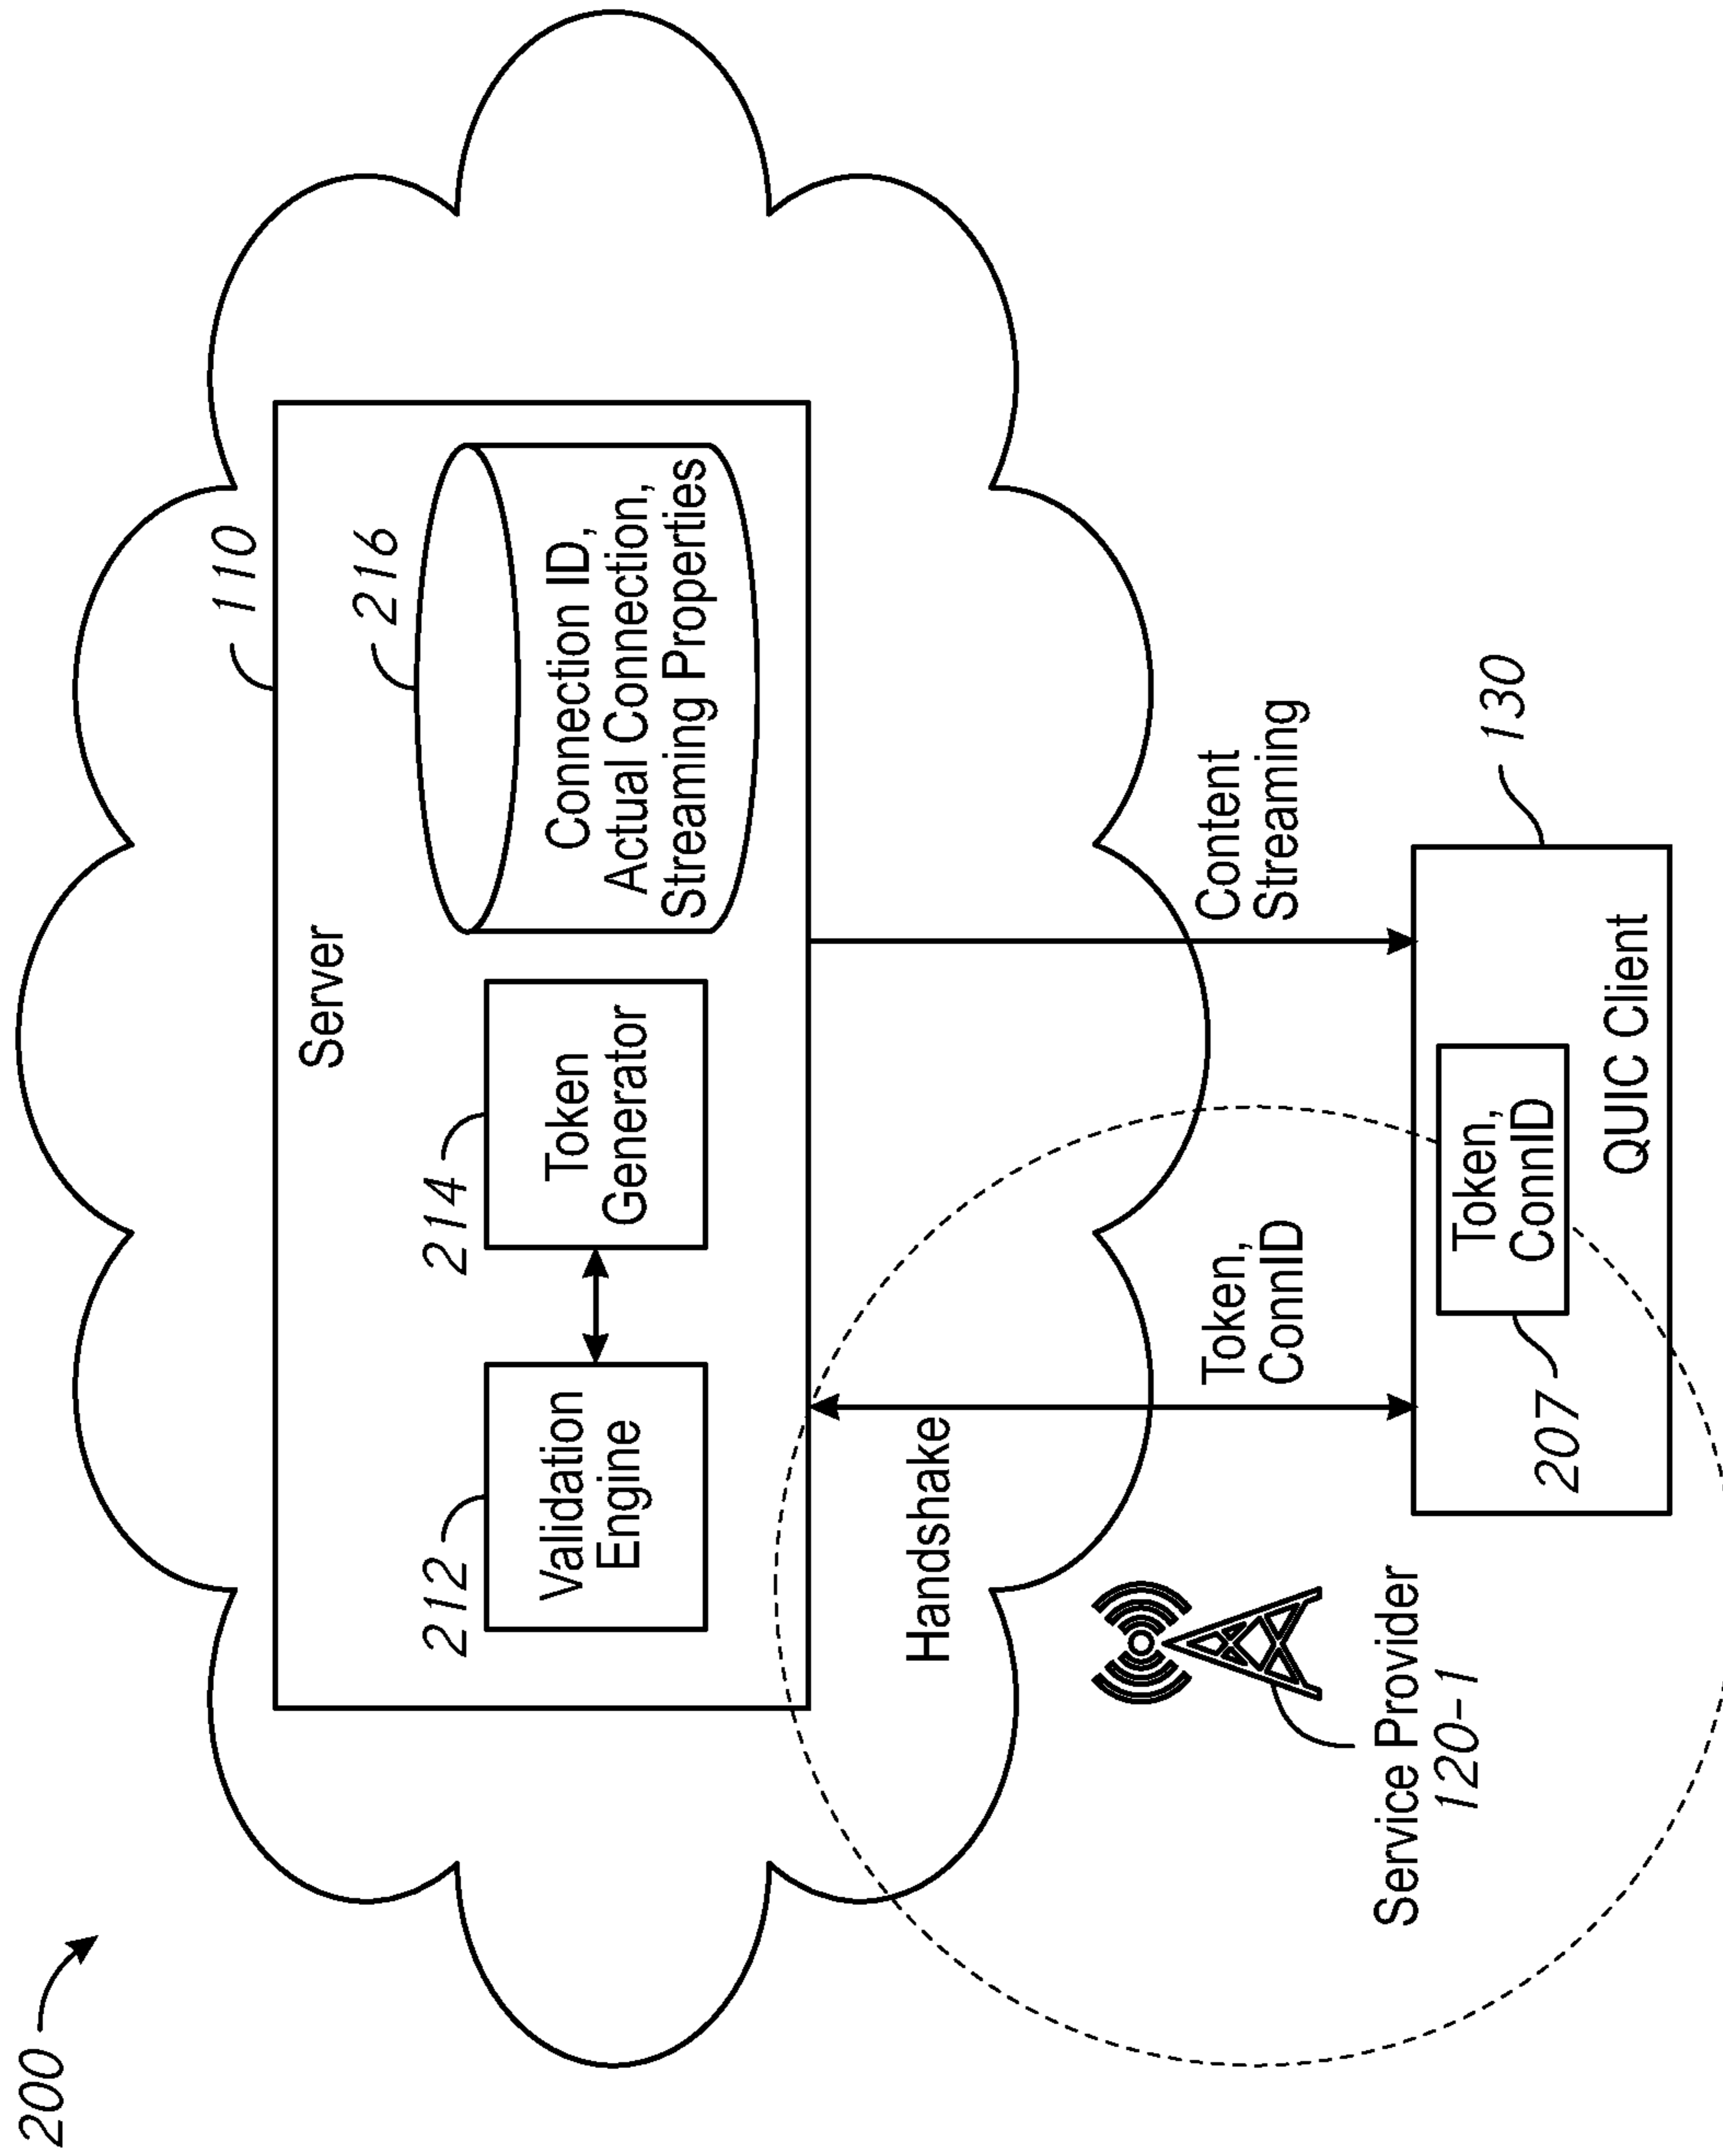 200
110
Server
216
212
Validation
Engine
214
Token
Generator
Connection ID,
Actual Connection,
Streaming Properties
Handshake
Token,
ConnID
Content
Streaming
Service Provider
120-1
207
Token,
ConnID
QUIC Client
130